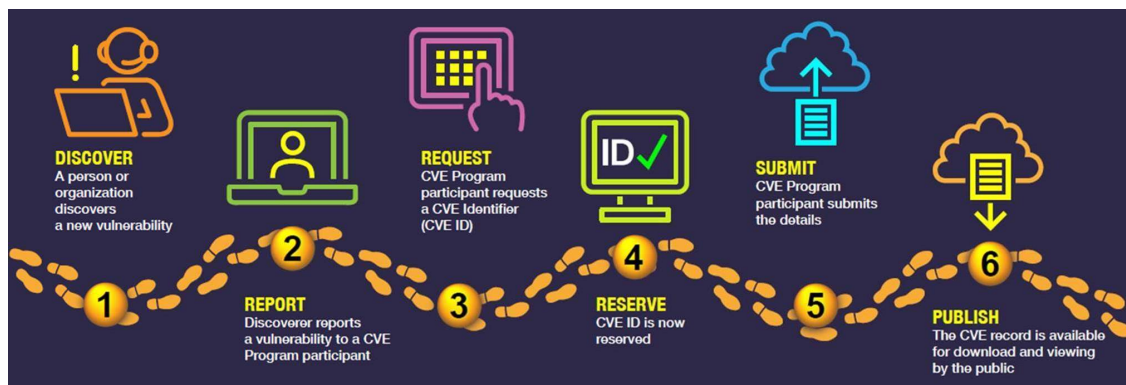 !
DISCOVER
A person or
organization
discovers
a new vulnerability
1
2
REPORT
Discoverer reports
a vulnerability to a CVE
Program participant
REQUEST
CVE Program
participant requests
a CVE Identifier
(CVE ID)
3
ID
4
RESERVE
CVE ID is now
reserved
SUBMIT
CVE Program
participant submits
the details
5
6
PUBLISH
The CVE record is available
for download and viewing
by the public